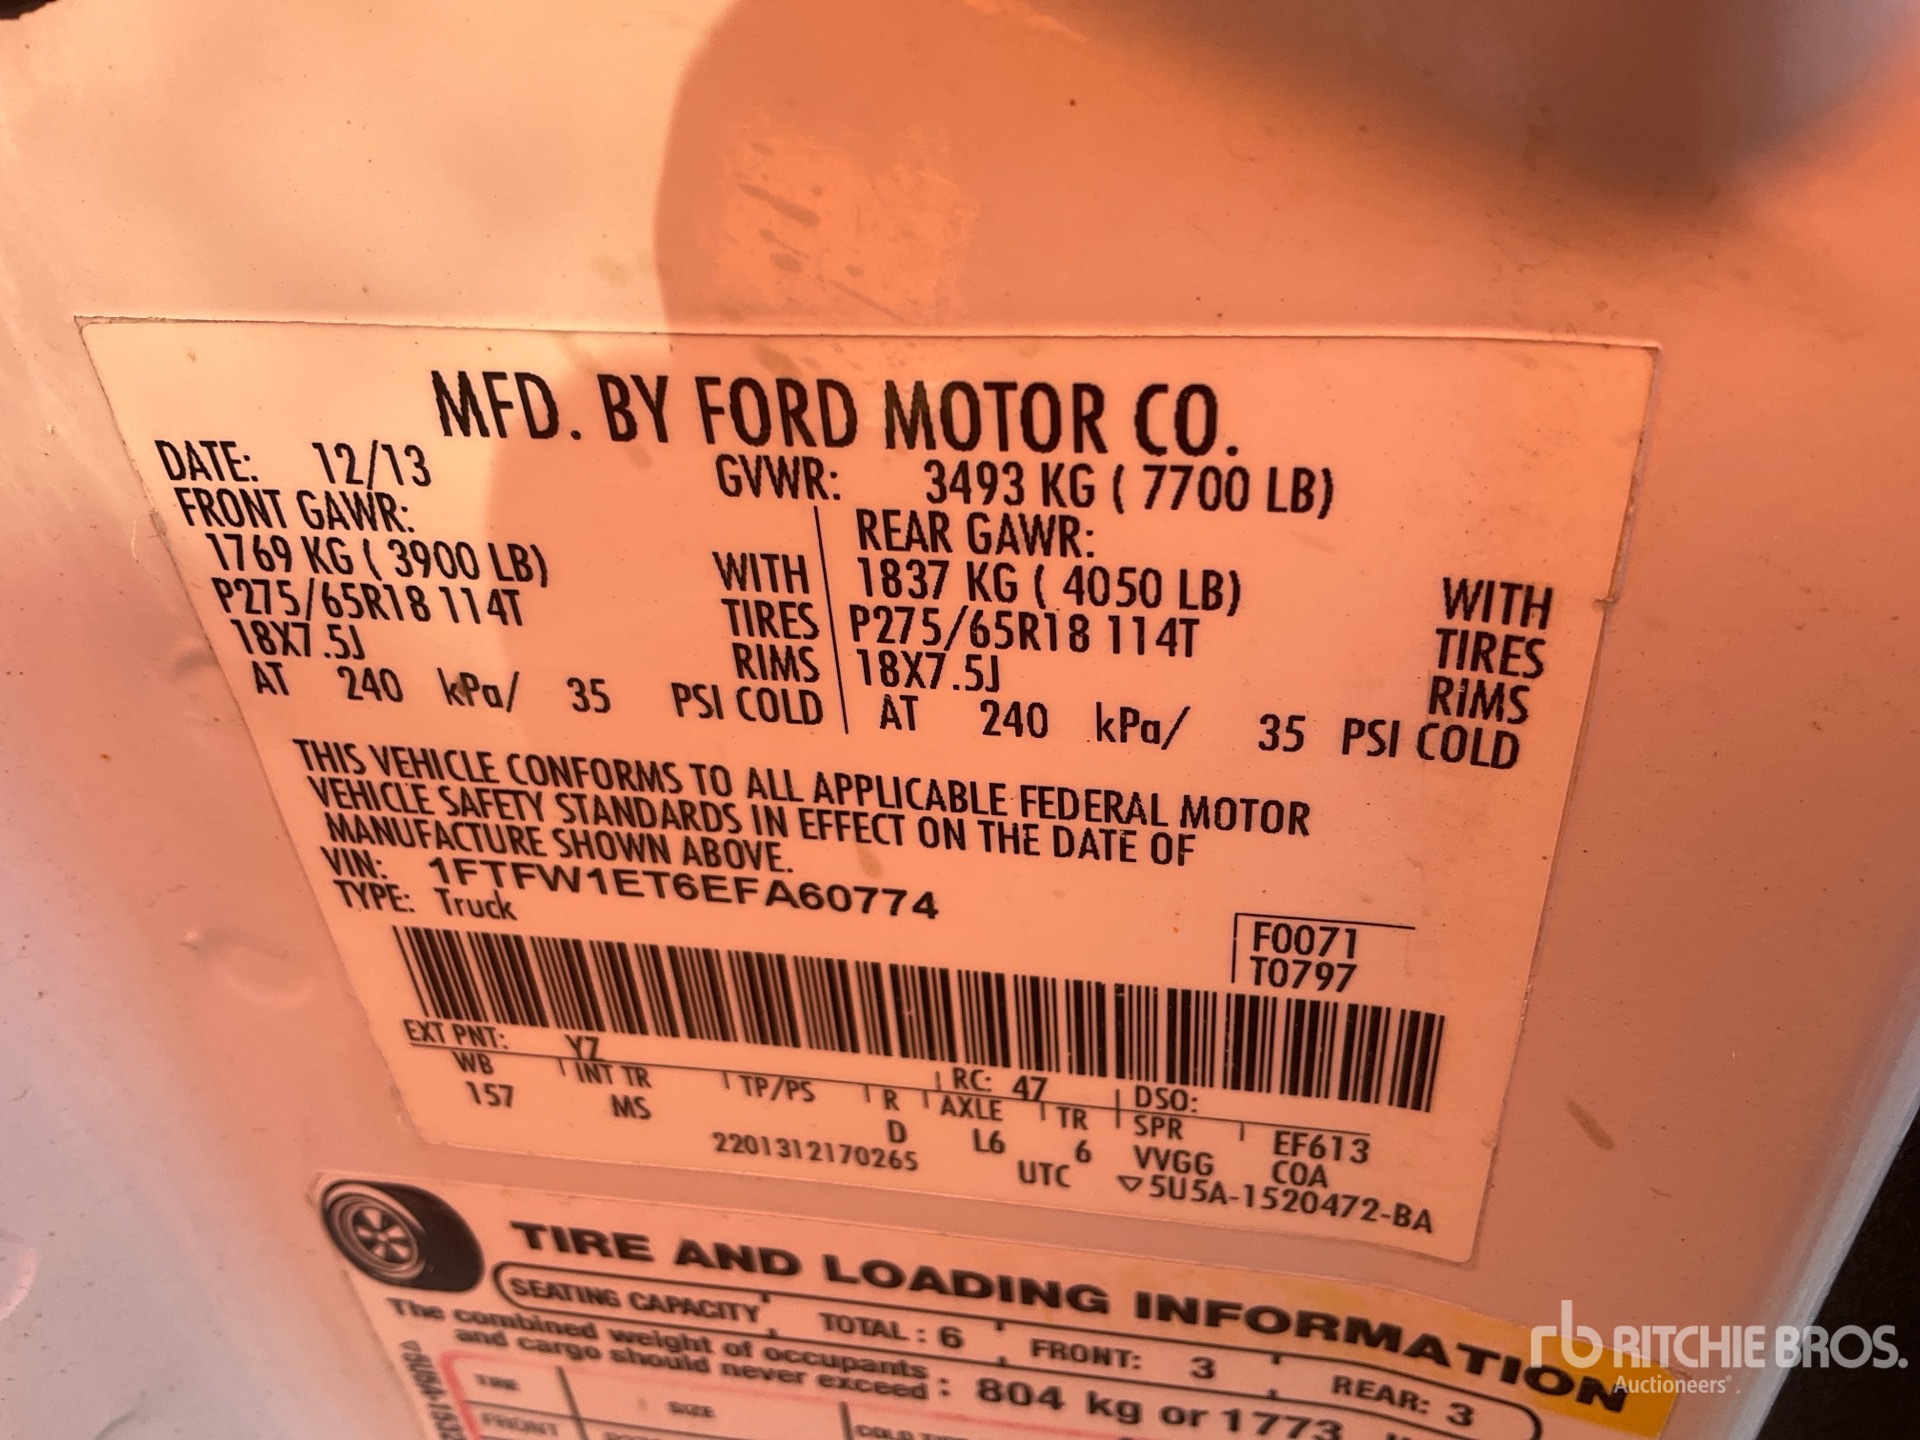 MFD. BY FORD MOTOR CO.
DATE: 12/13 GVWR: 3493 KG ( 7700 LB)
FRONT GAWR: REAR GAWR:
1769 KG ( 3900 LB) WITH 1837 KG ( 4050 LB) WITH
P275/65R18 114T TIRES P275/65R18 114T TIRES
18X7.5J RIMS 18X7.5J RIMS
AT 240 kPa/ 35 PSI COLD AT 240 kPa/ 35 PSI COLD
THIS VEHICLE CONFORMS TO ALL APPLICABLE FEDERAL MOTOR
VEHICLE SAFETY STANDARDS IN EFFECT ON THE DATE OF
MANUFACTURE SHOWN ABOVE.
VIN: 1FTFW1ET6EFA60774
TYPE: Truck
F0071
T0797
EXT PNT: YZ RC: 47 DSO:
WB INT TR TP/PS R AXLE TR SPR EF613
157 MS D L6 6 VVGG COA
2201312170265 UTC ▽5U5A-1520472-BA
TIRE AND LOADING INFORMATION
SEATING CAPACITY TOTAL : 6 FRONT: 3 REAR: 3
The combined weight of occupants
and cargo should never exceed : 804 kg or 1773
TIRE SIZE
FRONT
rb RITCHIE BROS.
Auctioneers